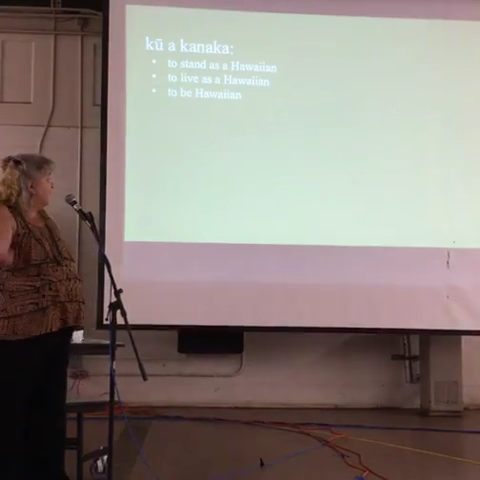 kū a kanaka:
• to stand as a Hawaiian
• to live as a Hawaiian
• to be Hawaiian